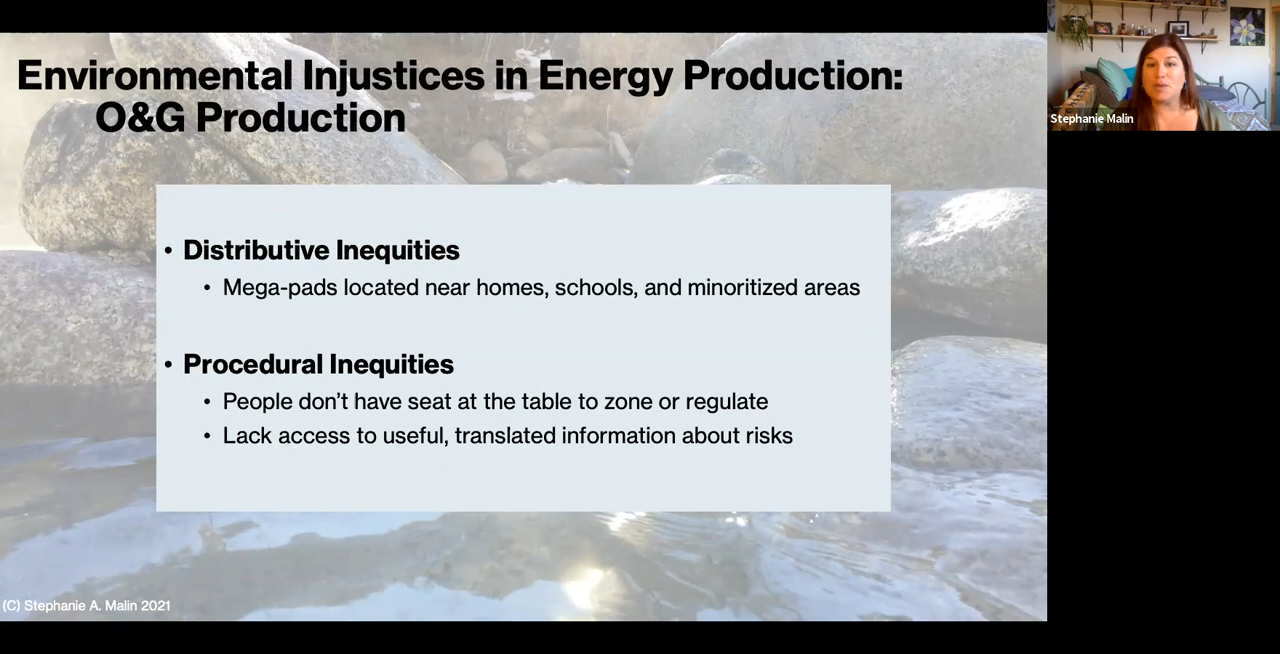 Environmental Injustices in Energy Production:
O&G Production
• Distributive Inequities
• Mega-pads located near homes, schools, and minoritized areas
• Procedural Inequities
• People don’t have seat at the table to zone or regulate
• Lack access to useful, translated information about risks
(C) Stephanie A. Malin 2021
Stephanie Malin